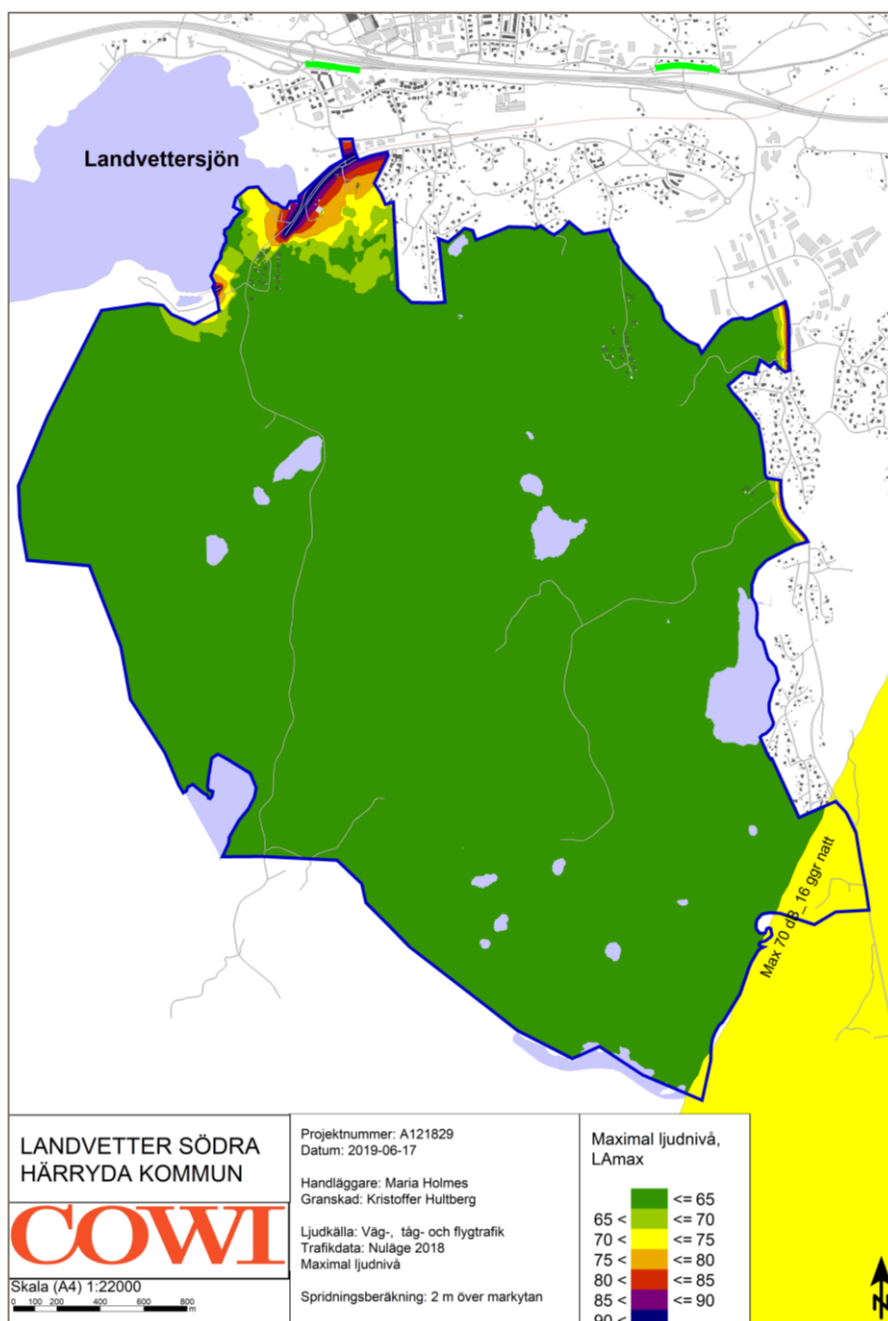 Landvettersjön
Max 70 dB_16 ggr natt
LANDVETTER SÖDRA
HÄRRYDA KOMMUN
COWI
Skala (A4) 1:22000
0 100 200 400 600 800
m
Projektnummer: A121829
Datum: 2019-06-17
Handläggare: Maria Holmes
Granskad: Kristoffer Hultberg
Ljudkälla: Väg-, tåg- och flygtrafik
Trafikdata: Nuläge 2018
Maximal ljudnivå
Spridningsberäkning: 2 m över markytan
Maximal ljudnivå,
LAmax
<= 65
65 < <= 70
70 < <= 75
75 < <= 80
80 < <= 85
85 < <= 90
90 <
N